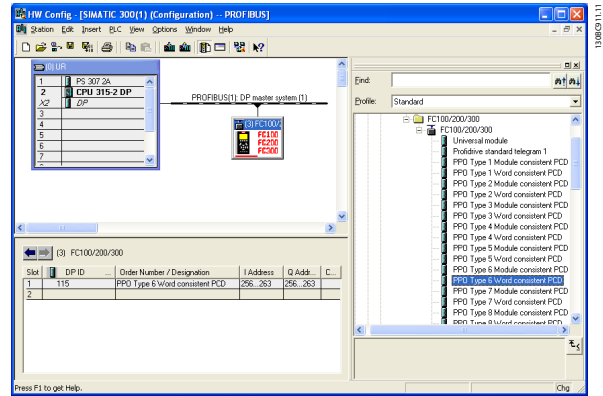 HW Config - [SIMATIC 300(1) (Configuration) -- PROFIBUS]
Station Edit Insert PLC View Options Window Help
(0) UR
1 PS 307 2A
2 CPU 315-2 DP
X2 DP
3
4
5
6
7
PROFIBUS(1): DP master system (1)
(3) FC100/2
FC100
FC200
FC300
(3) FC100/200/300
Slot DP ID ... Order Number / Designation I Address Q Addr... C...
1 115 PPO Type 6 Word consistent PCD 256...263 256...263
2
Find:
Profile: Standard
FC100/200/300
FC100/200/300
Universal module
Profidrive standard telegram 1
PPO Type 1 Module consistent PCD
PPO Type 1 Word consistent PCD
PPO Type 2 Module consistent PCD
PPO Type 2 Word consistent PCD
PPO Type 3 Module consistent PCD
PPO Type 3 Word consistent PCD
PPO Type 4 Module consistent PCD
PPO Type 4 Word consistent PCD
PPO Type 5 Module consistent PCD
PPO Type 5 Word consistent PCD
PPO Type 6 Module consistent PCD
PPO Type 6 Word consistent PCD
PPO Type 7 Module consistent PCD
PPO Type 7 Word consistent PCD
PPO Type 8 Module consistent PCD
PPO Type 8 Word consistent PCD
Press F1 to get Help.
Chg
130BC911.11